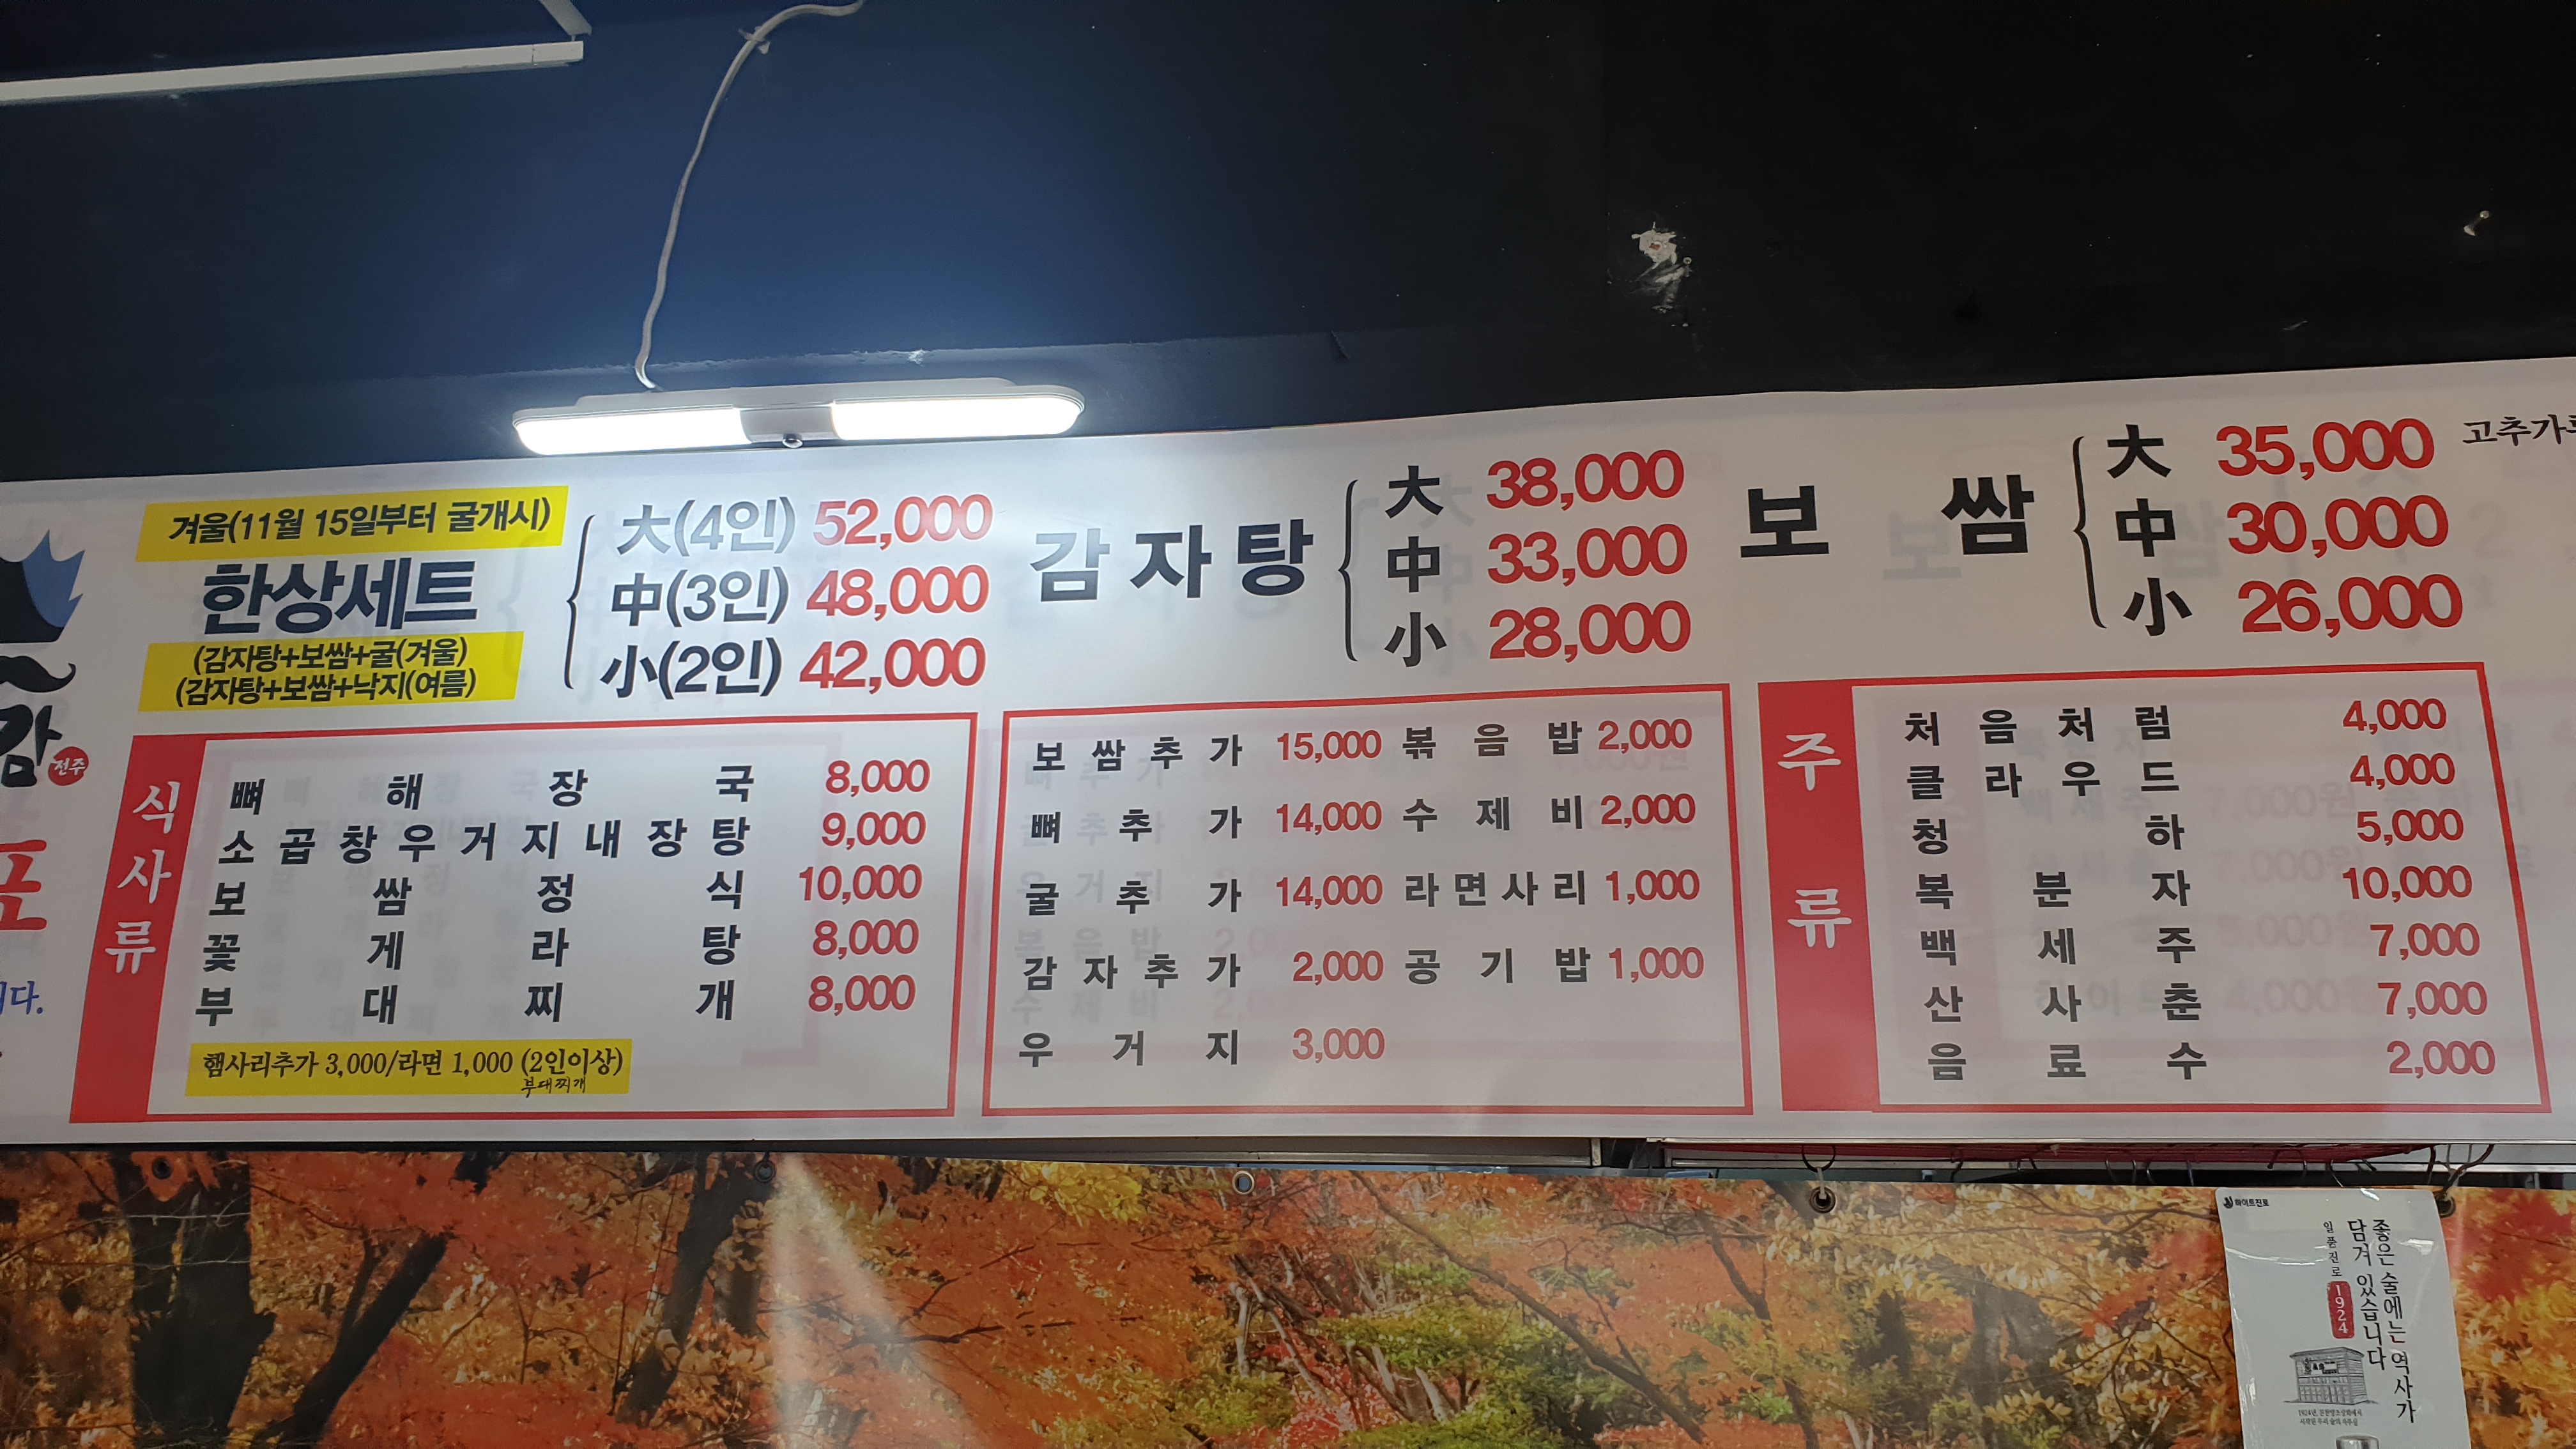 겨울(11월 15일부터 굴개시)
한상세트
(감자탕+보쌈+굴(겨울)
(감자탕+보쌈+낙지(여름)
大(4인) 52,000
中(3인) 48,000
小(2인) 42,000
감자탕
大 38,000
中 33,000
小 28,000
보쌈
大 35,000
中 30,000
小 26,000
고추가
감
전주
다.
식사류
뼈해장국 8,000
소곱창우거지내장탕 9,000
보쌈정식 10,000
꽃게라탕 8,000
부대찌개 8,000
햄사리추가 3,000/라면 1,000 (2인이상)
부대찌개
보쌈추가 15,000 볶음밥 2,000
뼈추가 14,000 수제비 2,000
굴추가 14,000 라면사리 1,000
감자추가 2,000 공기밥 1,000
우거지 3,000
주류
처음처럼 4,000
클라우드 4,000
청하 5,000
복분자 10,000
백세주 7,000
산사춘 7,000
음료수 2,000
하이트진로
좋은 술에는 역사가
담겨 있습니다
일품진로 1924